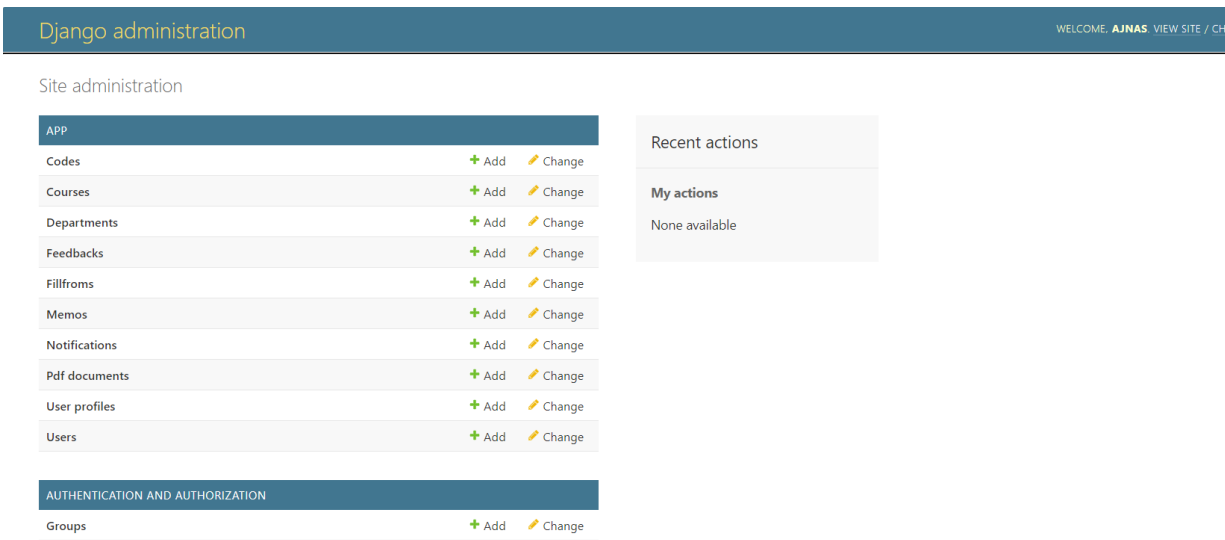 Django administration
WELCOME, AJNAS. VIEW SITE / CH
Site administration
APP
Codes + Add Change
Courses + Add Change
Departments + Add Change
Feedbacks + Add Change
Fillfroms + Add Change
Memos + Add Change
Notifications + Add Change
Pdf documents + Add Change
User profiles + Add Change
Users + Add Change
AUTHENTICATION AND AUTHORIZATION
Groups + Add Change
Recent actions
My actions
None available